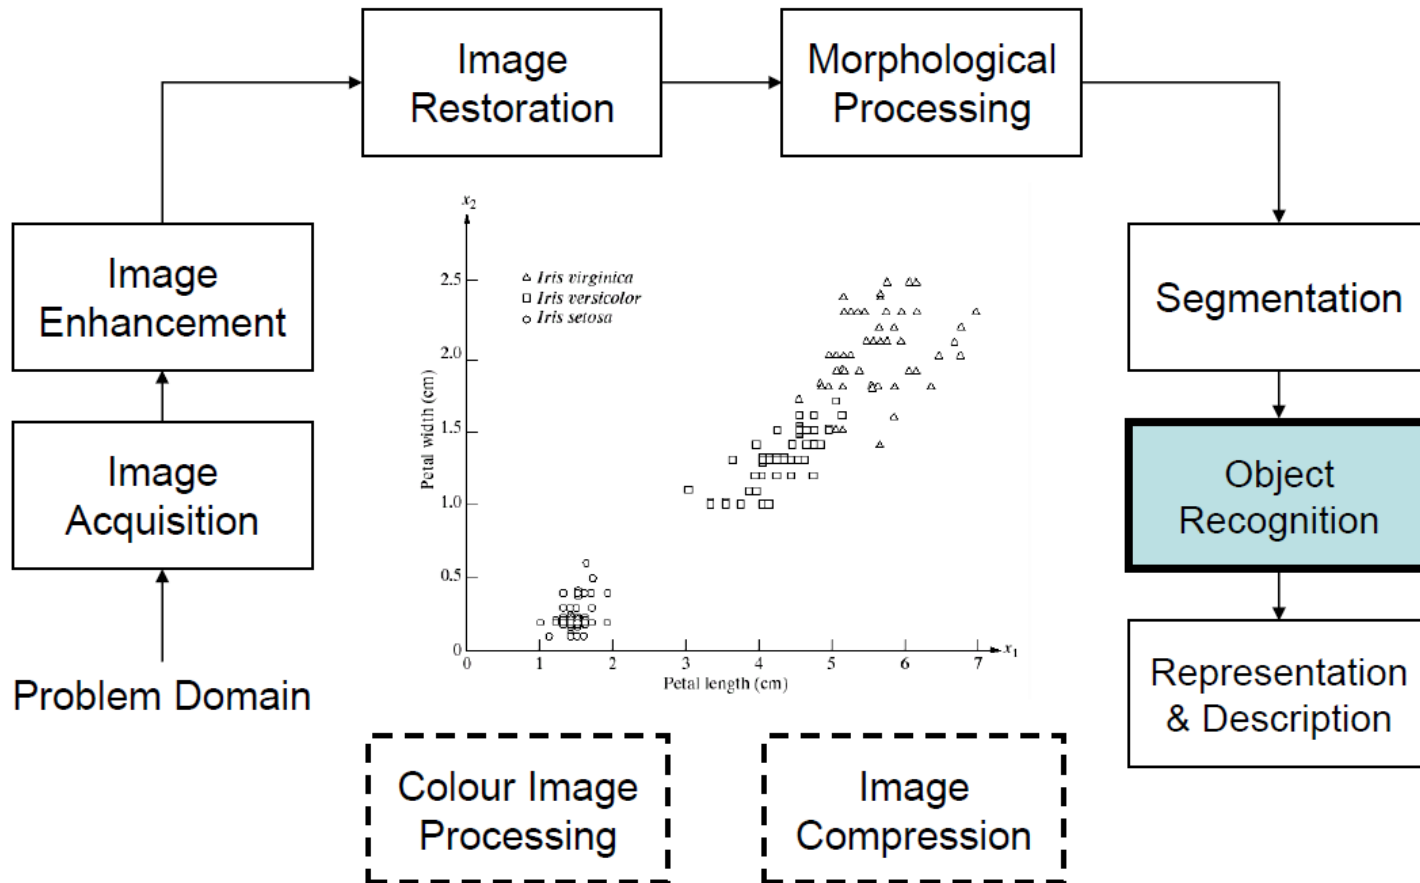 Image
Restoration
Morphological
Processing
Image
Enhancement
Segmentation
Image
Acquisition
Object
Recognition
Problem Domain
Representation
& Description
x2
2.5
2.0
1.5
1.0
0.5
0
Petal width (cm)
△ Iris virginica
□ Iris versicolor
○ Iris setosa
0 1 2 3 4 5 6 7
x1
Petal length (cm)
Colour Image
Processing
Image
Compression